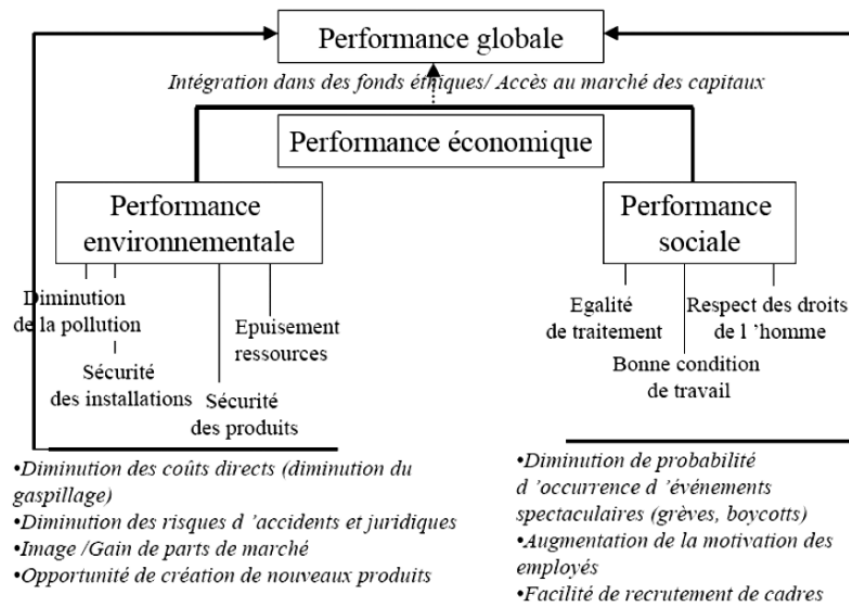 Performance globale
Intégration dans des fonds éthiques/ Accès au marché des capitaux
Performance économique
Performance
environnementale
Diminution
de la pollution
Sécurité
des installations
Sécurité
des produits
Epuisement
ressources
Performance
sociale
Egalité
de traitement
Bonne condition
de travail
Respect des droits
de l 'homme
•Diminution des coûts directs (diminution du
gaspillage)
•Diminution des risques d 'accidents et juridiques
•Image /Gain de parts de marché
•Opportunité de création de nouveaux produits
•Diminution de probabilité
d 'occurrence d 'événements
spectaculaires (grèves, boycotts)
•Augmentation de la motivation des
employés
•Facilité de recrutement de cadres